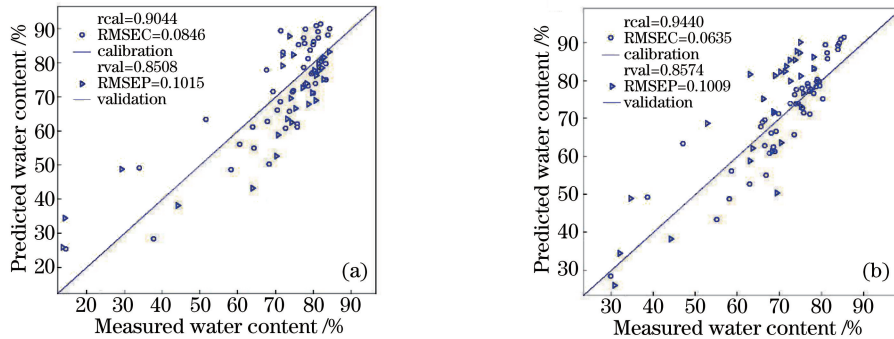 rcal=0.9044
RMSEC=0.0846
calibration
rval=0.8508
RMSEP=0.1015
validation
90
80
70
60
50
40
30
20
Predicted water content /%
(a)
20 30 40 50 60 70 80 90
Measured water content /%
rcal=0.9440
RMSEC=0.0635
calibration
rval=0.8574
RMSEP=0.1009
validation
90
80
70
60
50
40
30
Predicted water content /%
(b)
30 40 50 60 70 80 90
Measured water content /%